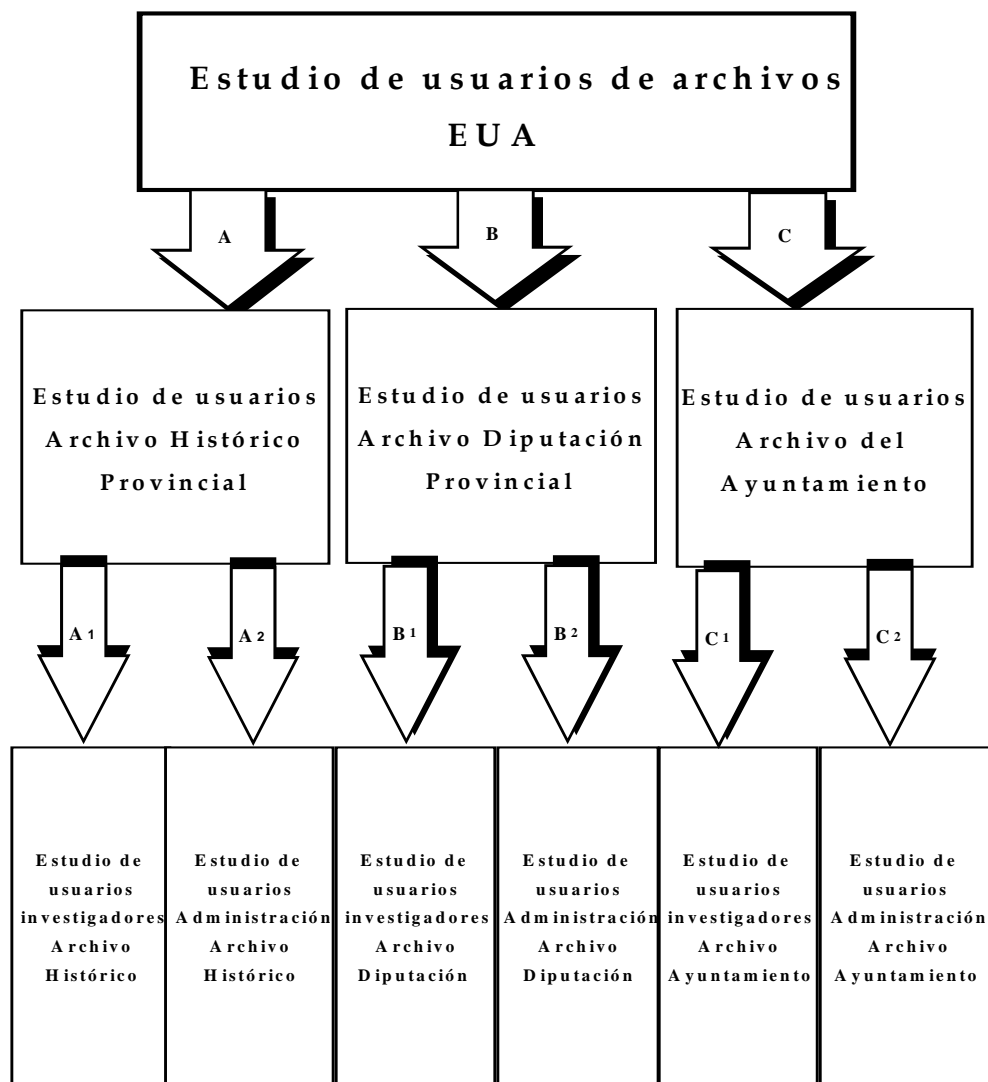 Estudio de usuarios de archivos
EUA
A
B
C
Estudio de usuarios
Archivo Histórico
Provincial
Estudio de usuarios
Archivo Diputación
Provincial
Estudio de usuarios
Archivo del
Ayuntamiento
A1
A2
B1
B2
C1
C2
Estudio de
usuarios
investigadores
Archivo
Histórico
Estudio de
usuarios
Administración
Archivo
Histórico
Estudio de
usuarios
investigadores
Archivo
Diputación
Estudio de
usuarios
Administración
Archivo
Diputación
Estudio de
usuarios
investigadores
Archivo
Ayuntamiento
Estudio de
usuarios
Administración
Archivo
Ayuntamiento